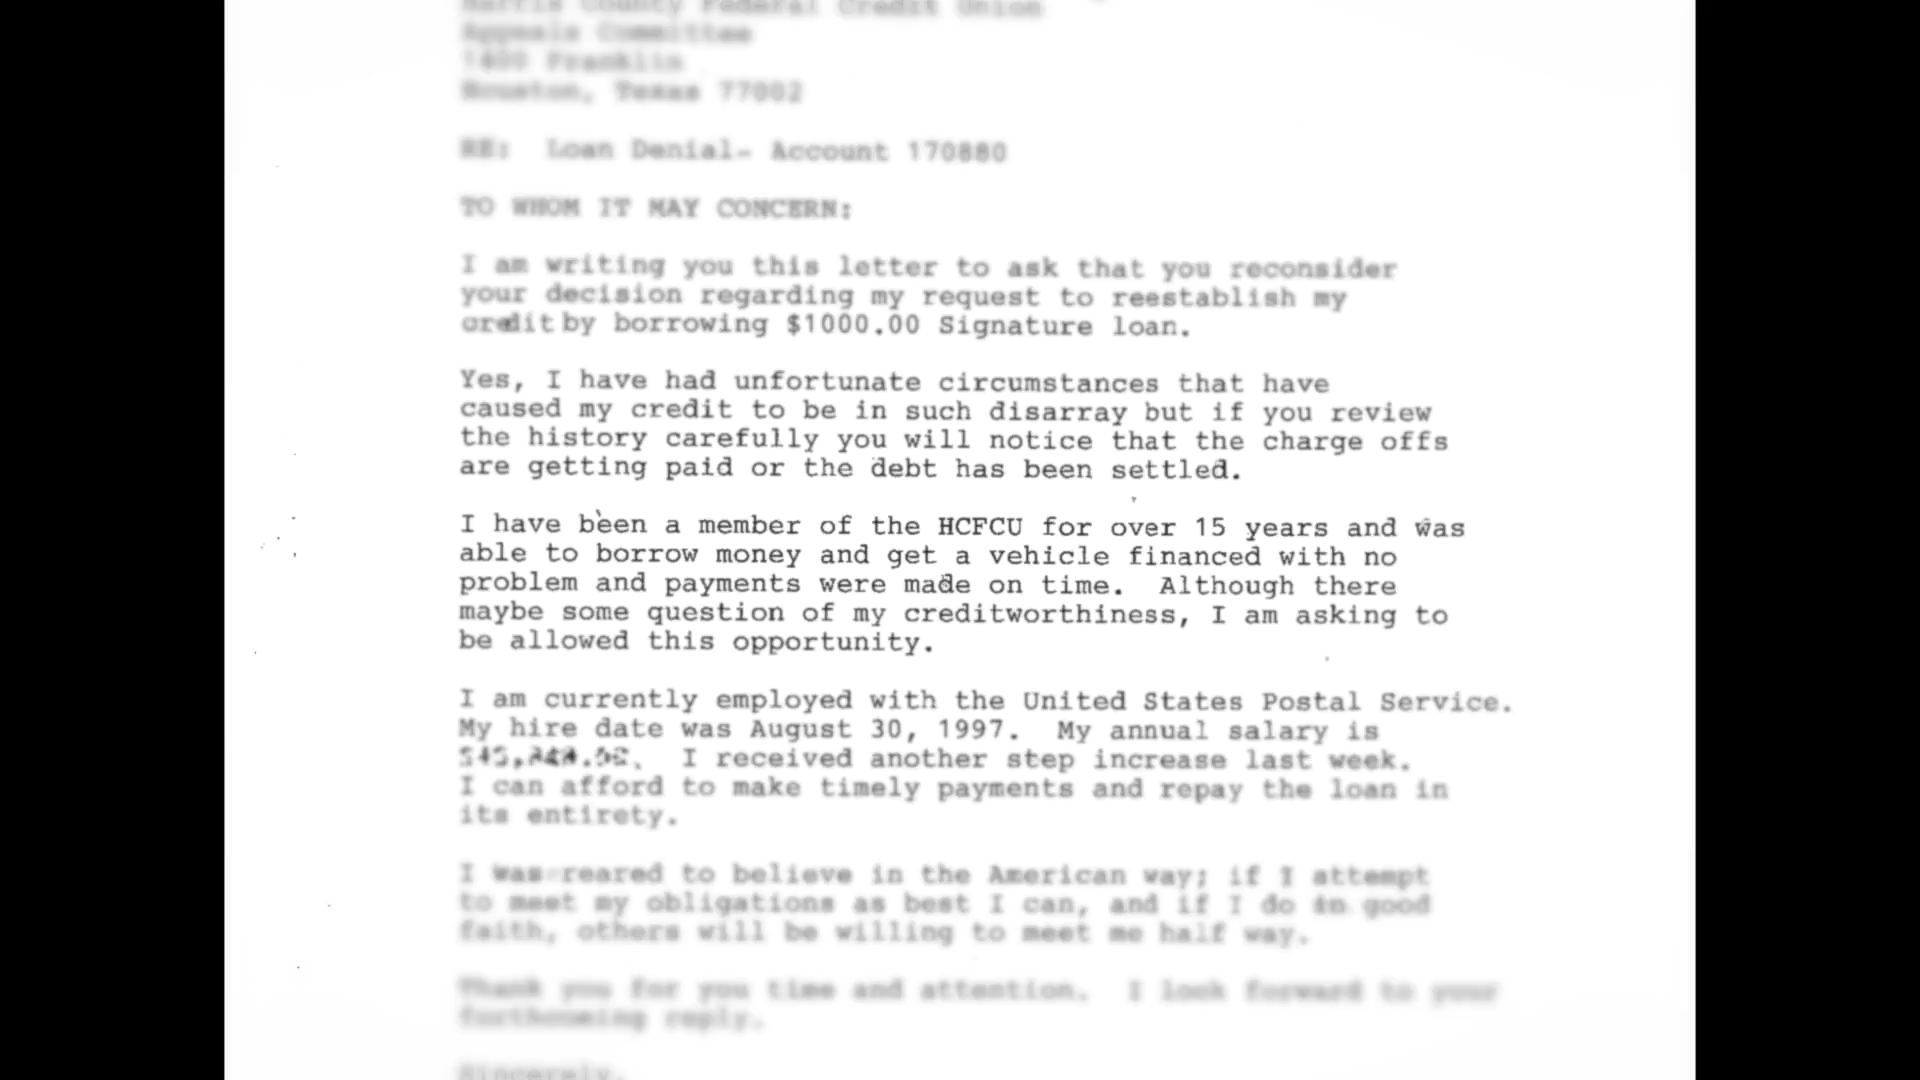 Harris County Federal Credit Union
Appeals Committee
1400 Franklin
Houston, Texas 77002
RE: Loan Denial- Account 170880
TO WHOM IT MAY CONCERN:
I am writing you this letter to ask that you reconsider
your decision regarding my request to reestablish my
credit by borrowing $1000.00 Signature loan.
Yes, I have had unfortunate circumstances that have
caused my credit to be in such disarray but if you review
the history carefully you will notice that the charge offs
are getting paid or the debt has been settled.
I have been a member of the HCFCU for over 15 years and was
able to borrow money and get a vehicle financed with no
problem and payments were made on time. Although there
maybe some question of my creditworthiness, I am asking to
be allowed this opportunity.
I am currently employed with the United States Postal Service.
My hire date was August 30, 1997. My annual salary is
I received another step increase last week.
I can afford to make timely payments and repay the loan in
its entirety.
I was reared to believe in the American way; if I attempt
to meet my obligations as best I can, and if I do in good
faith, others will be willing to meet me half way.
Thank you for you time and attention. I look forward to your
forthcoming reply.
Sincerely,